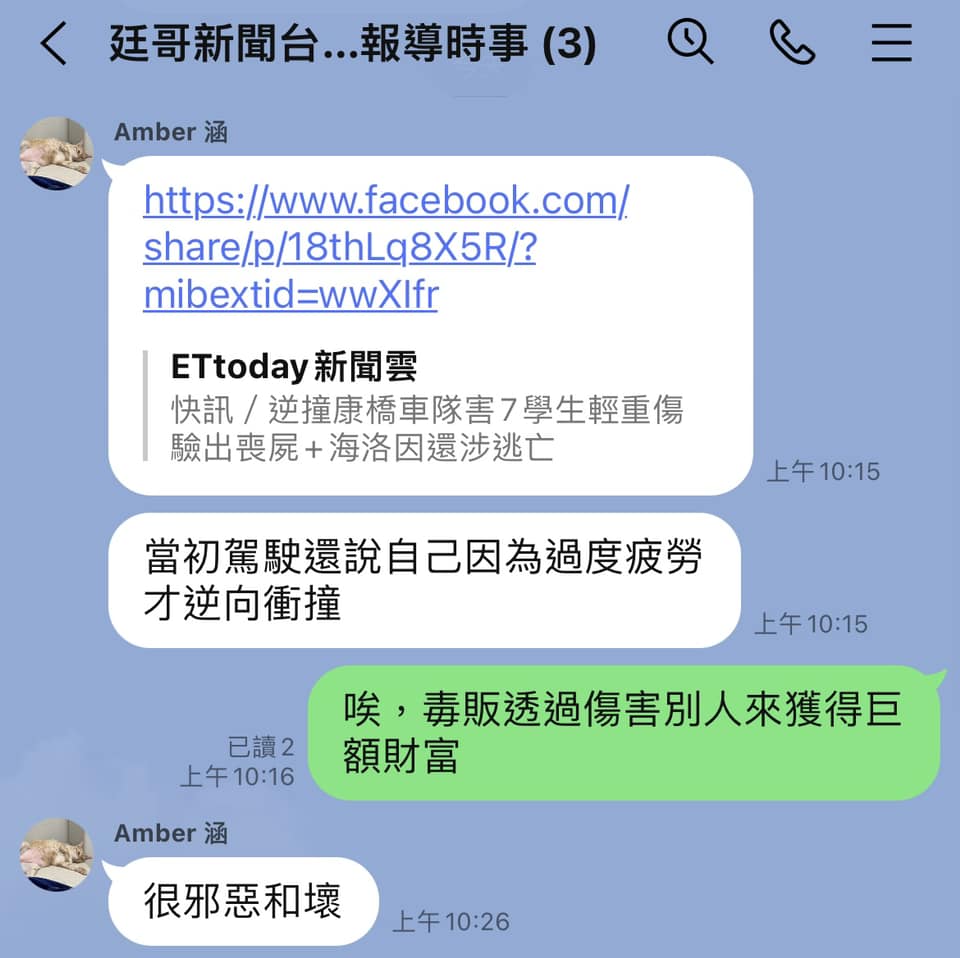 廷哥新聞台...報導時事 (3)
Amber 涵
https://www.facebook.com/
share/p/18thLq8X5R/?
mibextid=wwXIfr
ETtoday新聞雲
快訊/逆撞康橋車隊害7學生輕重傷
驗出喪屍+海洛因還涉逃亡
上午10:15
當初駕駛還說自己因為過度疲勞
才逆向衝撞
上午10:15
唉，毒販透過傷害別人來獲得巨
額財富
已讀2
上午10:16
Amber 涵
很邪惡和壞
上午10:26